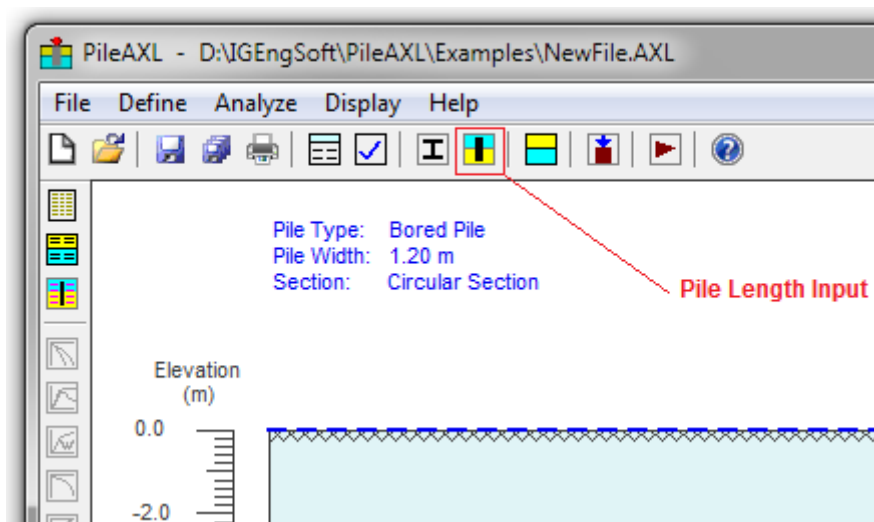 PileAXL - D:\IGEngSoft\PileAXL\Examples\NewFile.AXL
File Define Analyze Display Help
Pile Type: Bored Pile
Pile Width: 1.20 m
Section: Circular Section
Pile Length Input
Elevation
(m)
0.0
-2.0